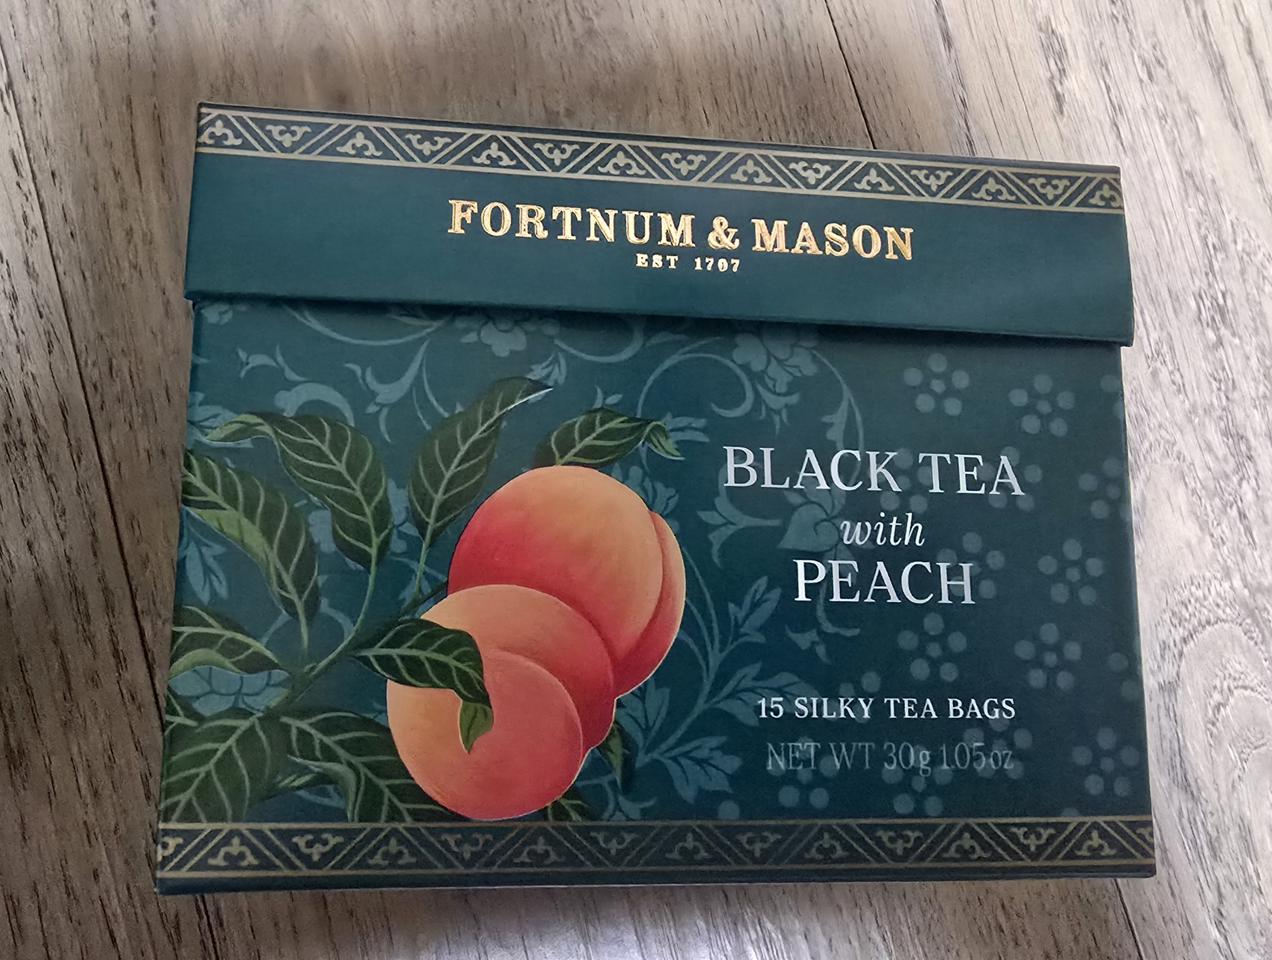 FORTNUM & MASON
EST 1707
BLACK TEA
with
PEACH
15 SILKY TEA BAGS
NET WT 30g 1.05oz